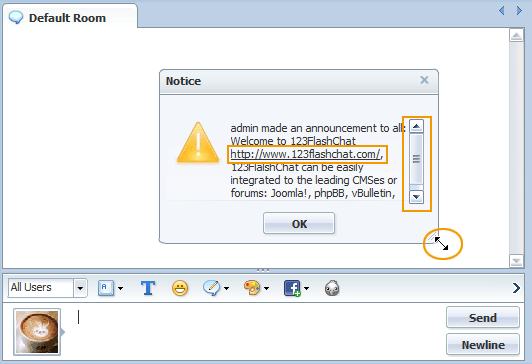 Default Room
Notice
admin made an announcement to all:
Welcome to 123FlashChat
http://www.123flashchat.com/,
123FlalshChat can be easily
integrated to the leading CMSes or
forums: Joomla!, phpBB, vBulletin,
OK
All Users
Send
Newline